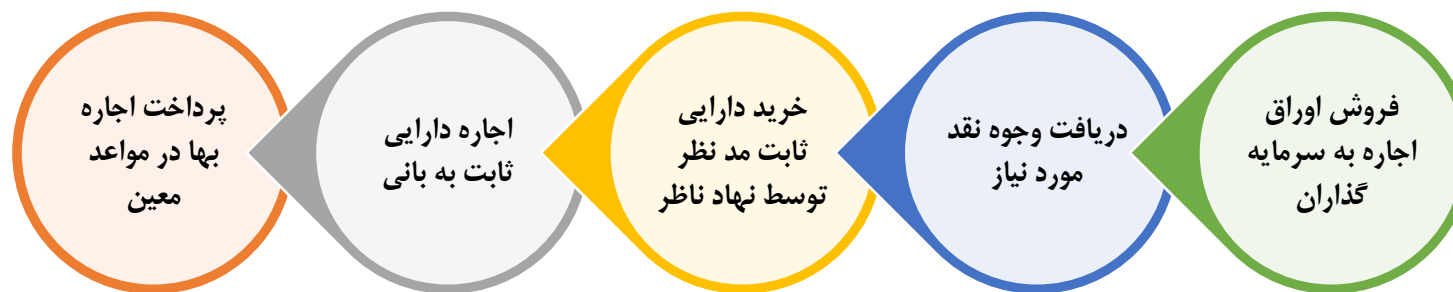 فروش اوراق
اجاره به سرمایه
گذاران
دریافت وجوه نقد
مورد نیاز
خرید دارایی
ثابت مد نظر
توسط نهاد ناظر
اجاره دارایی
ثابت به بانی
پرداخت اجاره
بها در مواعد
معین